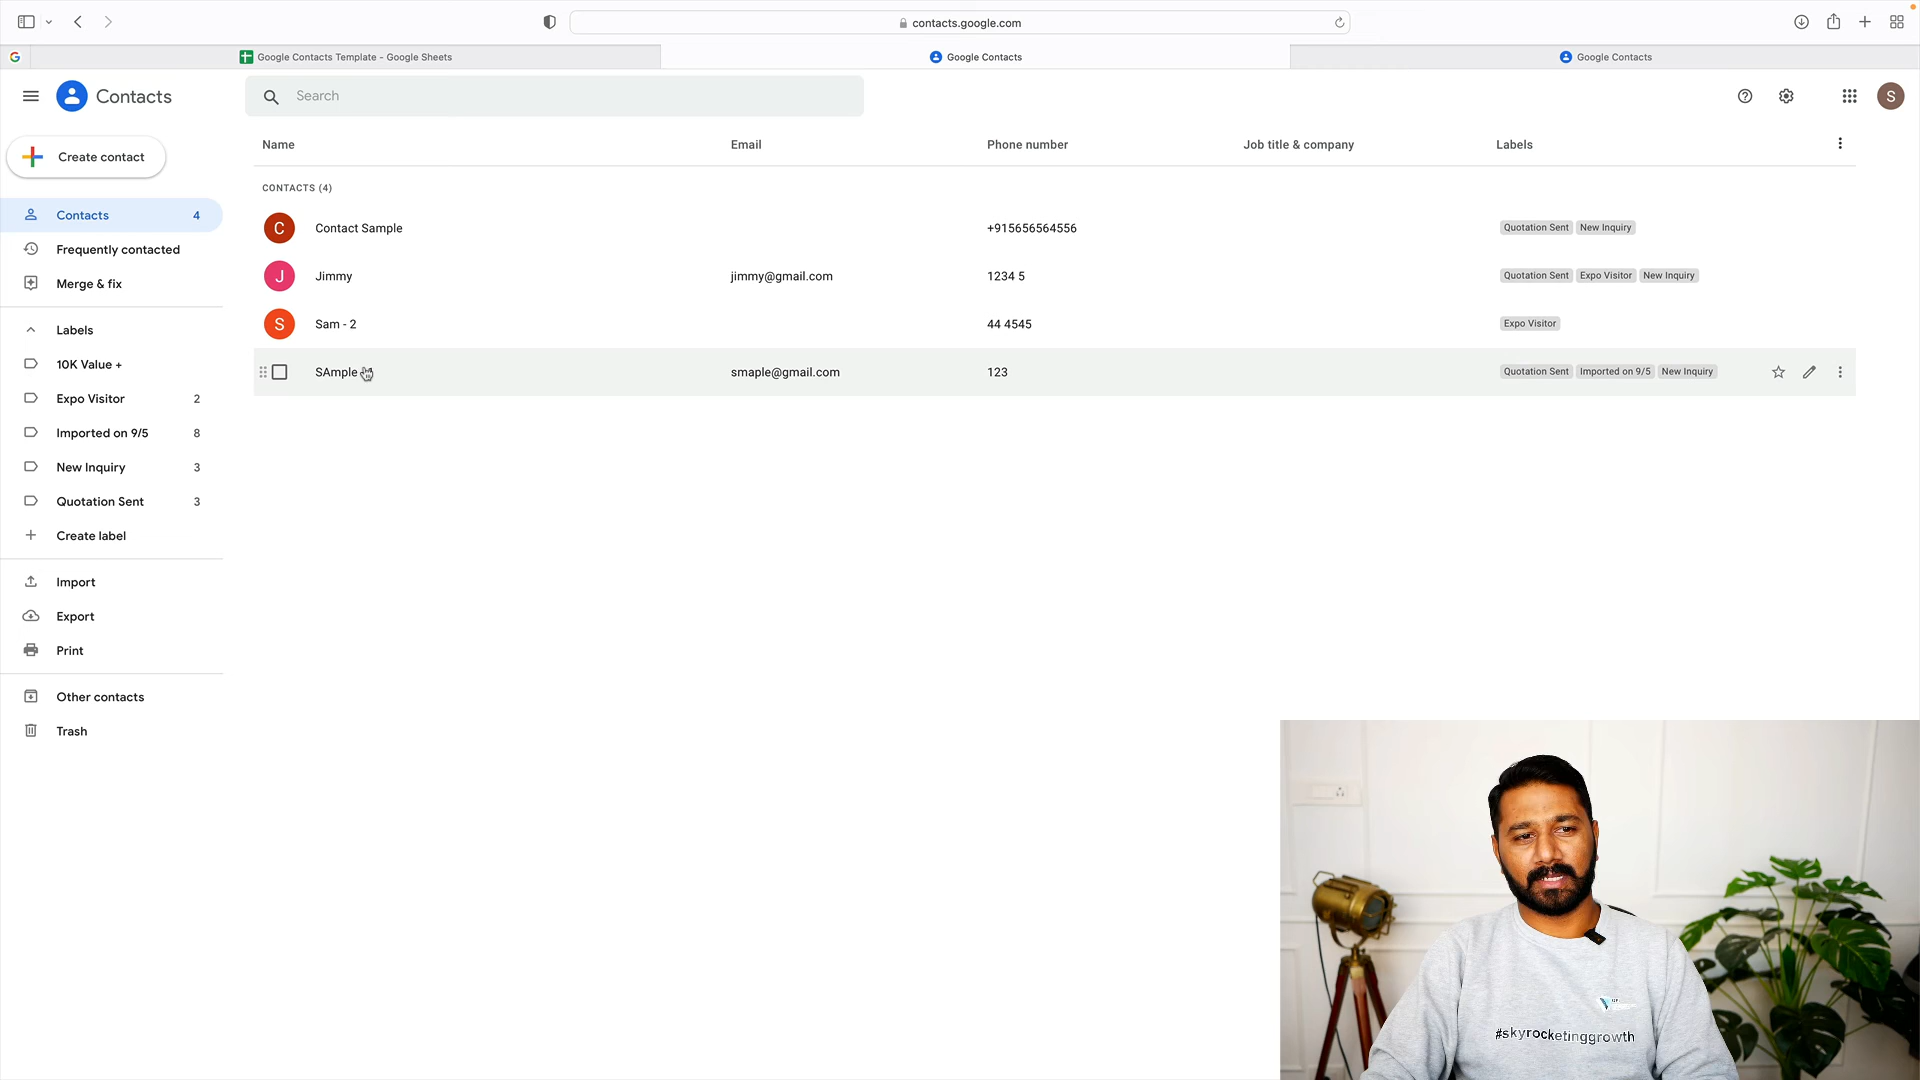 contacts.google.com
Google Contacts Template - Google Sheets
Google Contacts
Google Contacts
Contacts
Search
S
Create contact
Name
Email
Phone number
Job title & company
Labels
CONTACTS (4)
Contacts 4
C Contact Sample +915656564556 Quotation Sent New Inquiry
Frequently contacted
J Jimmy jimmy@gmail.com 1234 5 Quotation Sent Expo Visitor New Inquiry
Merge & fix
S Sam - 2 44 4545 Expo Visitor
Labels
SAmple smaple@gmail.com 123 Quotation Sent Imported on 9/5 New Inquiry
10K Value +
Expo Visitor 2
Imported on 9/5 8
New Inquiry 3
Quotation Sent 3
Create label
Import
Export
Print
Other contacts
Trash
#skyrocketinggrowth